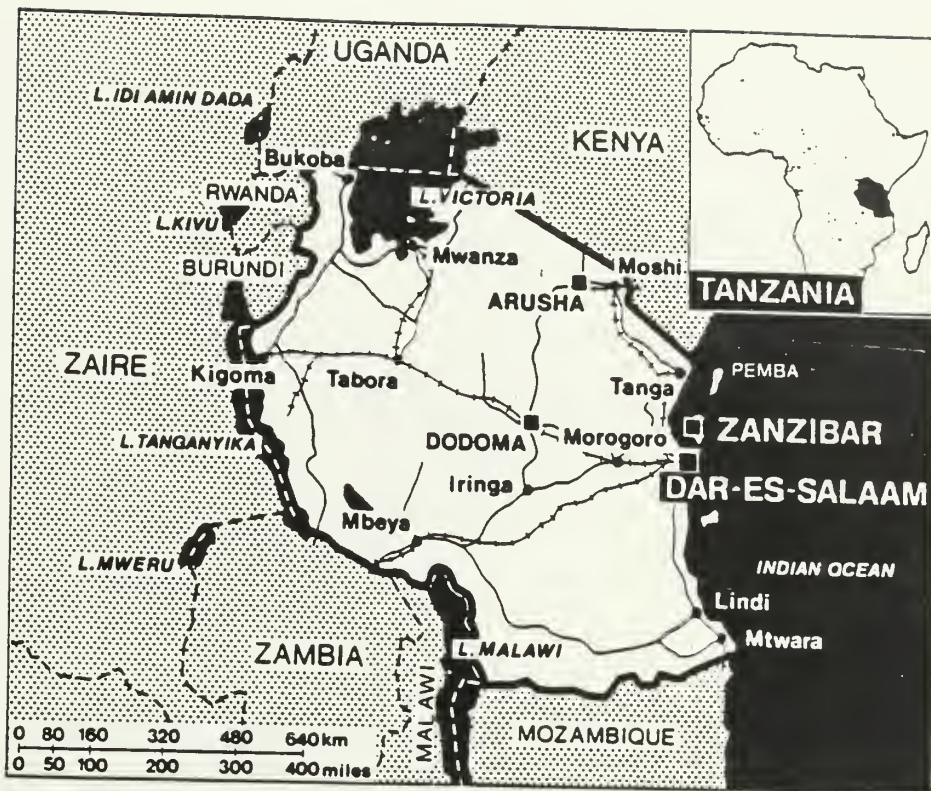 UGANDA
L. IDI AMIN DADA
KENYA
Bukoba
RWANDA
L. VICTORIA
L. KIVU
Mwanza
Moshi
BURUNDI
ARUSHA
TANZANIA
ZAIRE
Kigoma
Tabora
Tanga
PEMBA
L. TANGANYIKA
DODOMA
Morogoro
ZANZIBAR
Iringa
DAR-ES-SALAAM
Mbeya
L. MWERU
INDIAN OCEAN
Lindi
Mtwara
ZAMBIA
L. MALAWI
MALAWI
MOZAMBIQUE
0 80 160 320 480 640 km
0 50 100 200 300 400 miles